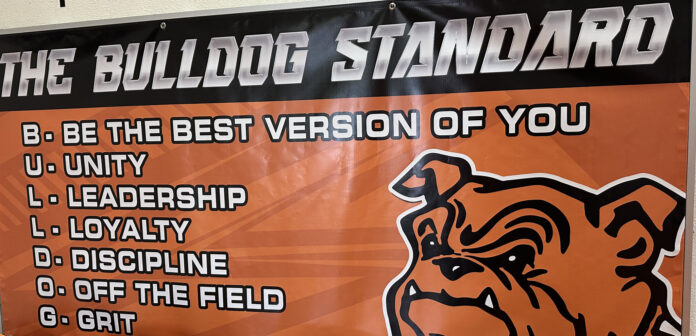 THE BULLDOG STANDARD
B - BE THE BEST VERSION OF YOU
U - UNITY
L - LEADERSHIP
L - LOYALTY
D - DISCIPLINE
O - OFF THE FIELD
G - GRIT